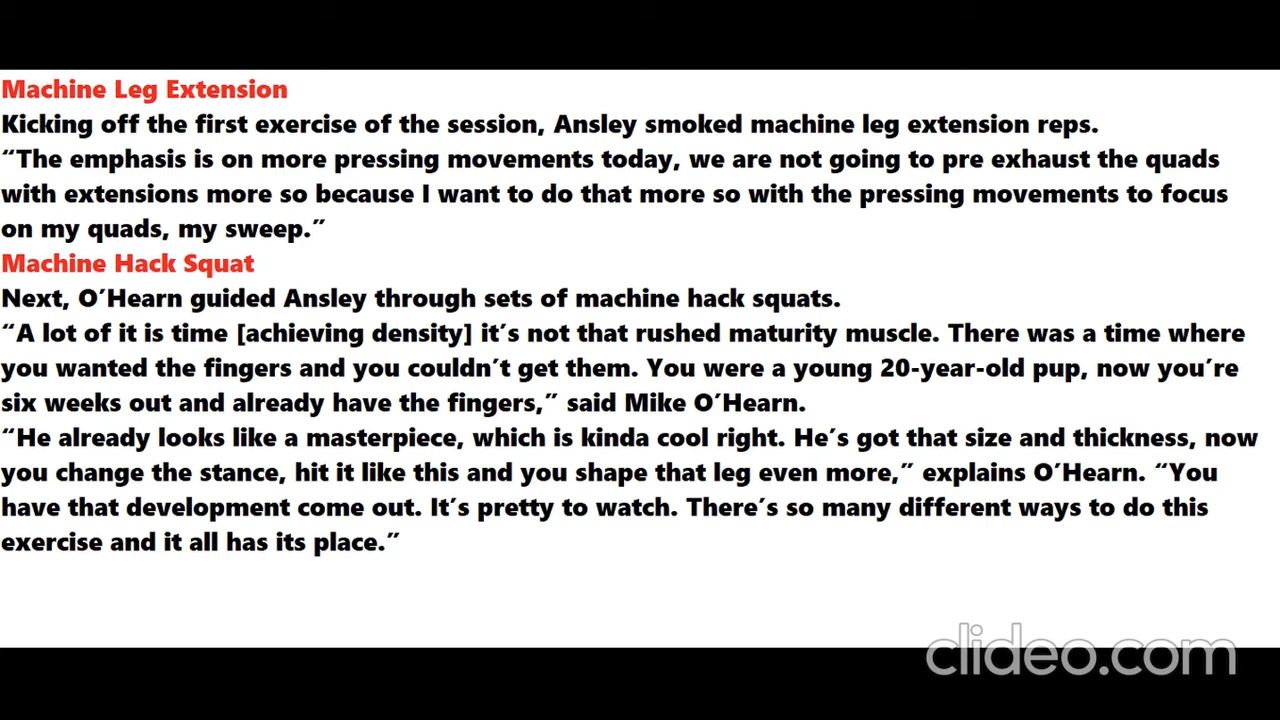 Machine Leg Extension
Kicking off the first exercise of the session, Ansley smoked machine leg extension reps.
“The emphasis is on more pressing movements today, we are not going to pre exhaust the quads
with extensions more so because I want to do that more so with the pressing movements to focus
on my quads, my sweep.”
Machine Hack Squat
Next, O’Hearn guided Ansley through sets of machine hack squats.
“A lot of it is time [achieving density] it’s not that rushed maturity muscle. There was a time where
you wanted the fingers and you couldn’t get them. You were a young 20-year-old pup, now you’re
six weeks out and already have the fingers,” said Mike O’Hearn.
“He already looks like a masterpiece, which is kinda cool right. He’s got that size and thickness, now
you change the stance, hit it like this and you shape that leg even more,” explains O’Hearn. “You
have that development come out. It’s pretty to watch. There’s so many different ways to do this
exercise and it all has its place.”
clideo.com